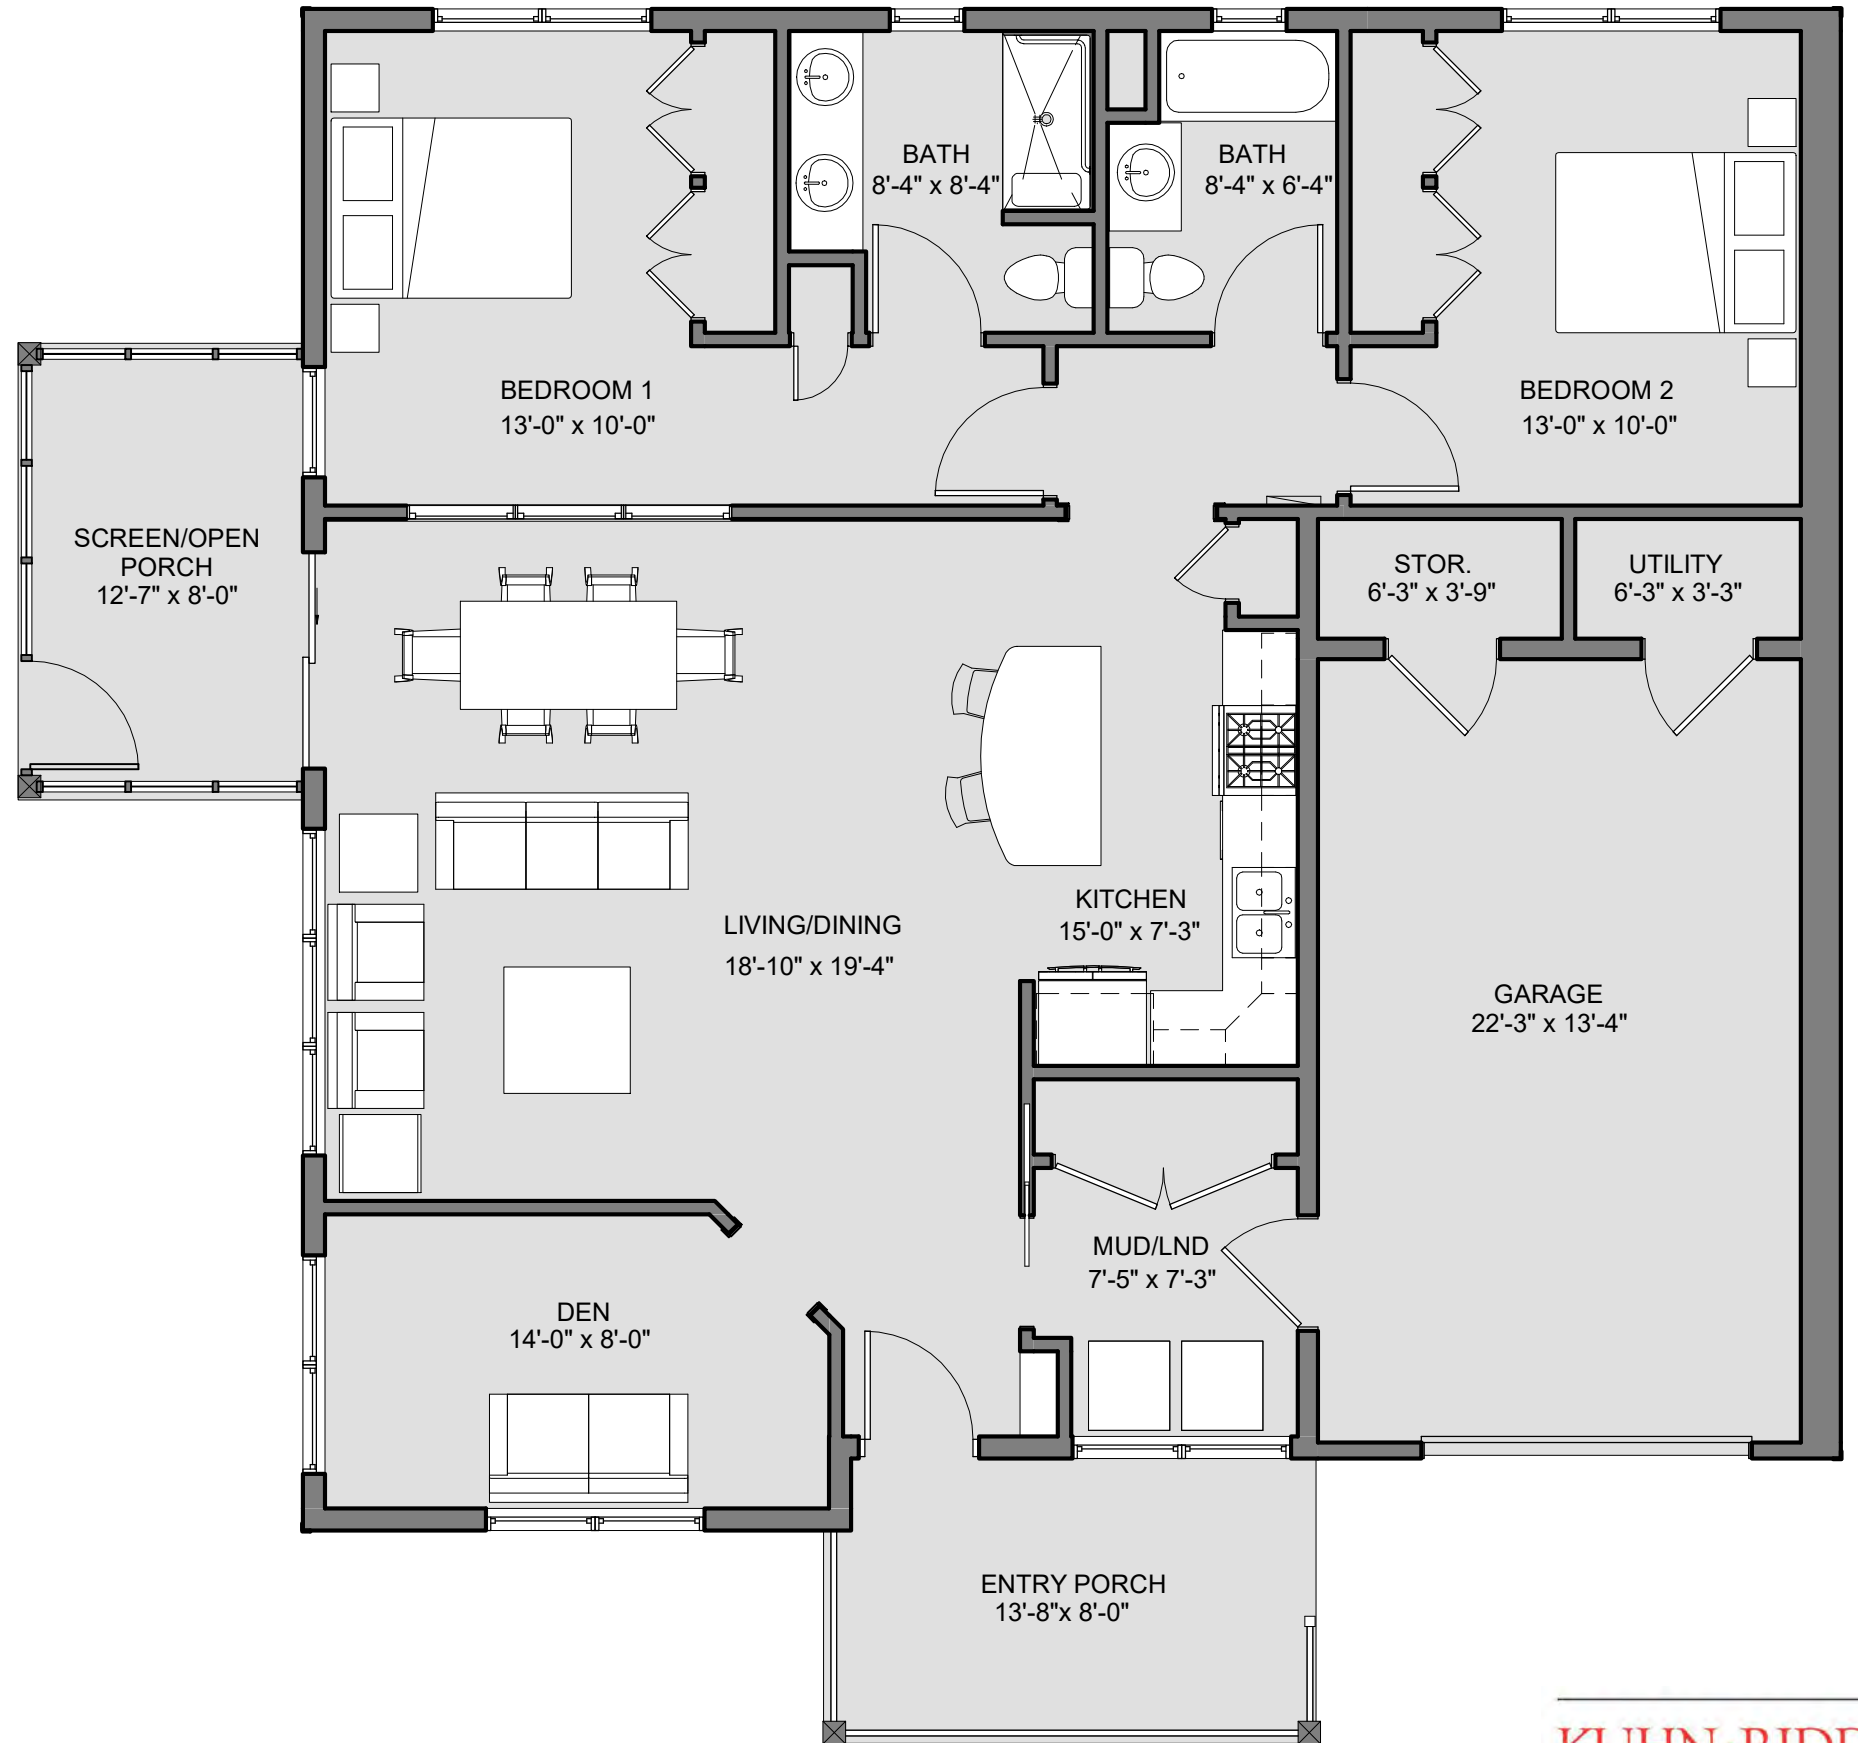 BATH
8'-4" x 8'-4"
BATH
8'-4" x 6'-4"
BEDROOM 1
13'-0" x 10'-0"
BEDROOM 2
13'-0" x 10'-0"
SCREEN/OPEN
PORCH
12'-7" x 8'-0"
STOR.
6'-3" x 3'-9"
UTILITY
6'-3" x 3'-3"
KITCHEN
15'-0" x 7'-3"
LIVING/DINING
18'-10" x 19'-4"
GARAGE
22'-3" x 13'-4"
MUD/LND
7'-5" x 7'-3"
DEN
14'-0" x 8'-0"
ENTRY PORCH
13'-8"x 8'-0"